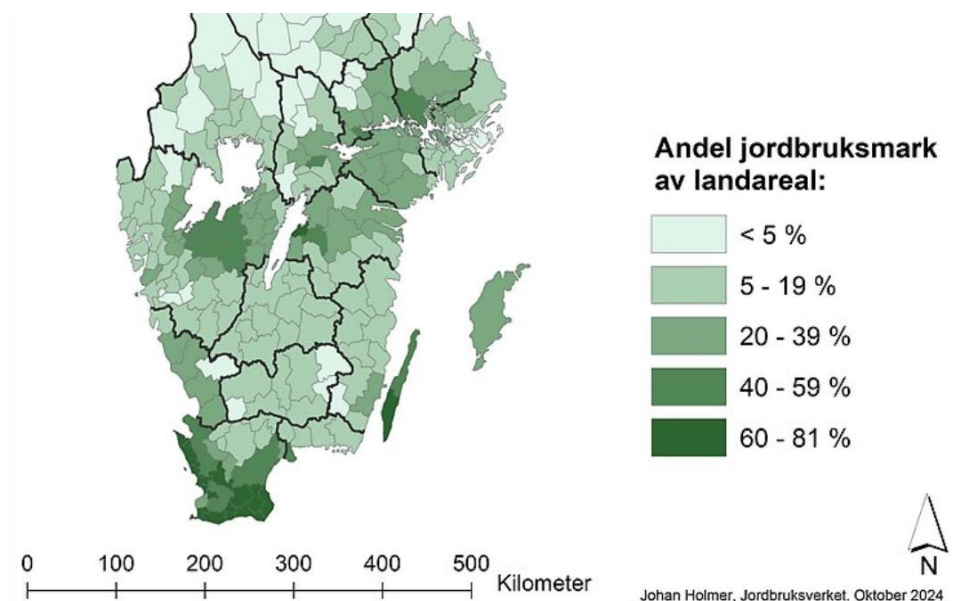 Andel jordbruksmark
av landareal:
< 5 %
5 - 19 %
20 - 39 %
40 - 59 %
60 - 81 %
0 100 200 300 400 500
Kilometer
N
Johan Holmer, Jordbruksverket, Oktober 2024